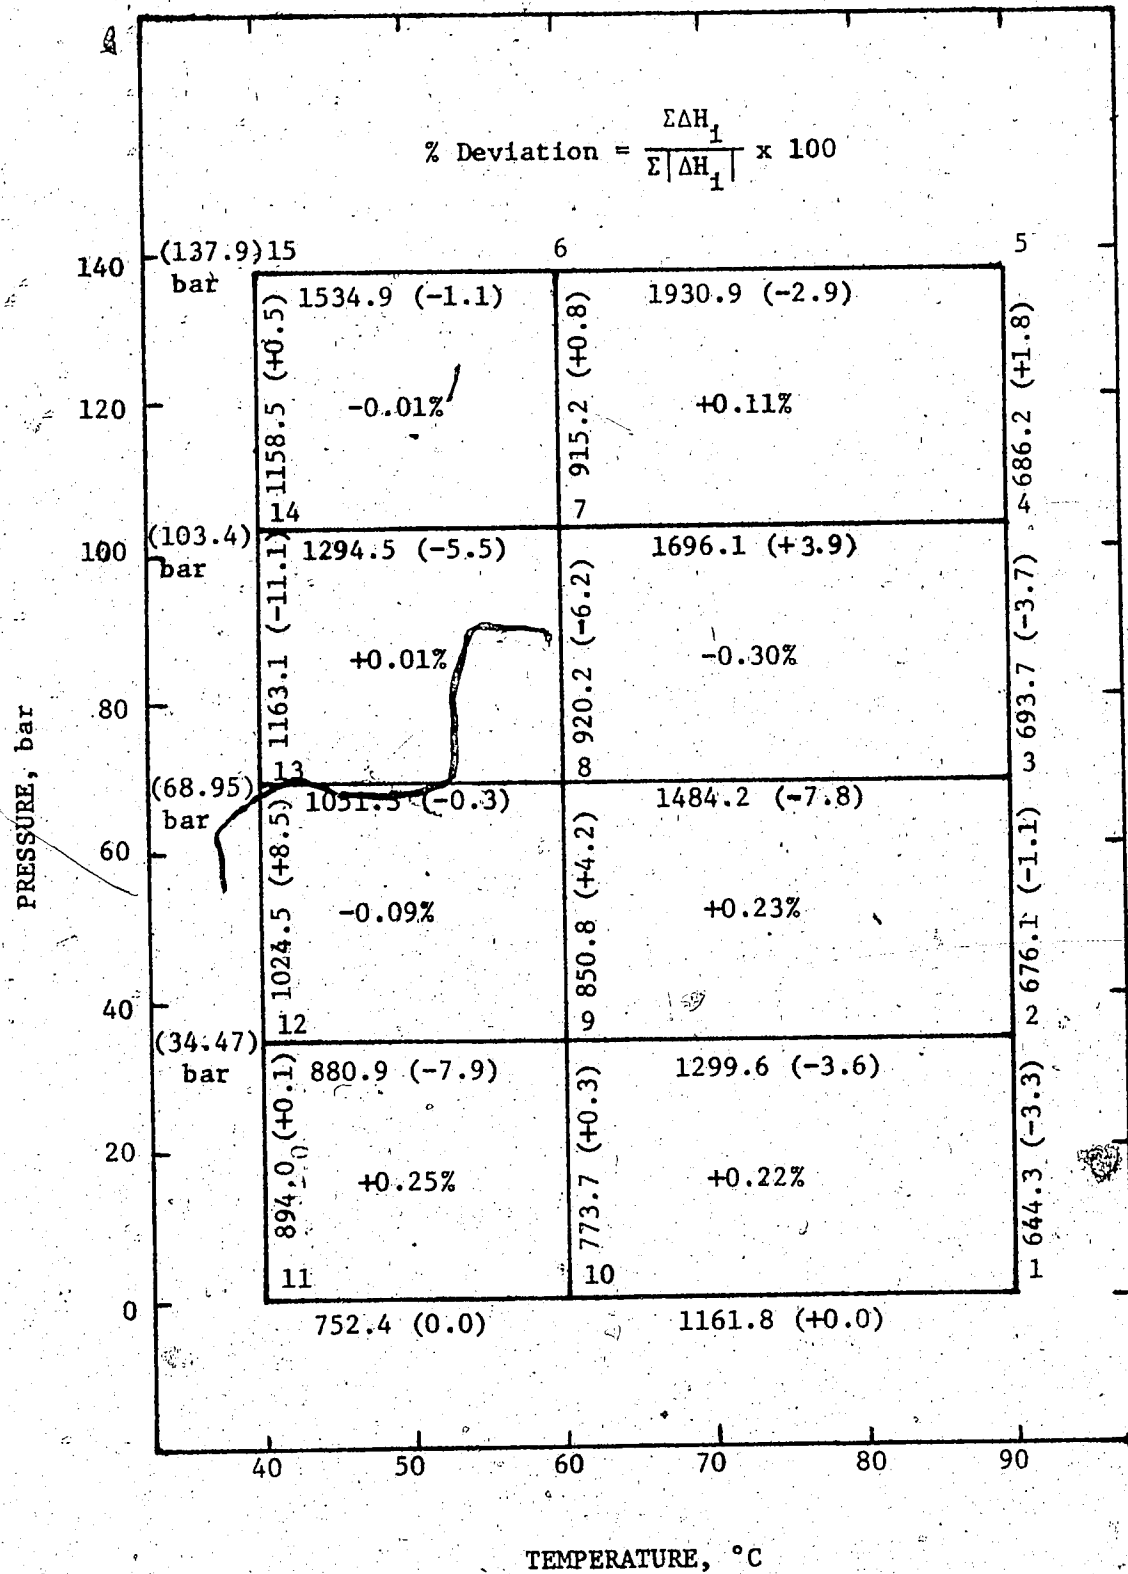 % Deviation = ΣΔH₁ / Σ|ΔH₁| x 100
6 5
140 (137.9) 15
bar
1534.9 (-1.1) 1930.9 (-2.9)
1158.5 (+0.5) 915.2 (+0.8) 686.2 (+1.8)
120 -0.01% +0.11%
14 7 4
(103.4)
100 bar
1294.5 (-5.5) 1696.1 (+3.9)
1163.1 (-11.1) 920.2 (-6.2) 693.7 (-3.7)
+0.01% -0.30%
80
13 8 3
(68.95)
bar
(-0.3) 1484.2 (-7.8)
60
1024.5 (+8.5) 850.8 (+4.2) 676.1 (-1.1)
-0.09% +0.23%
40
12 9 2
(34.47)
bar
880.9 (-7.9) 1299.6 (-3.6)
894.0 (+0.1) 773.7 (+0.3) 644.3 (-3.3)
20 +0.25% +0.22%
11 10 1
0
752.4 (0.0) 1161.8 (+0.0)
40 50 60 70 80 90
PRESSURE, bar
TEMPERATURE, °C